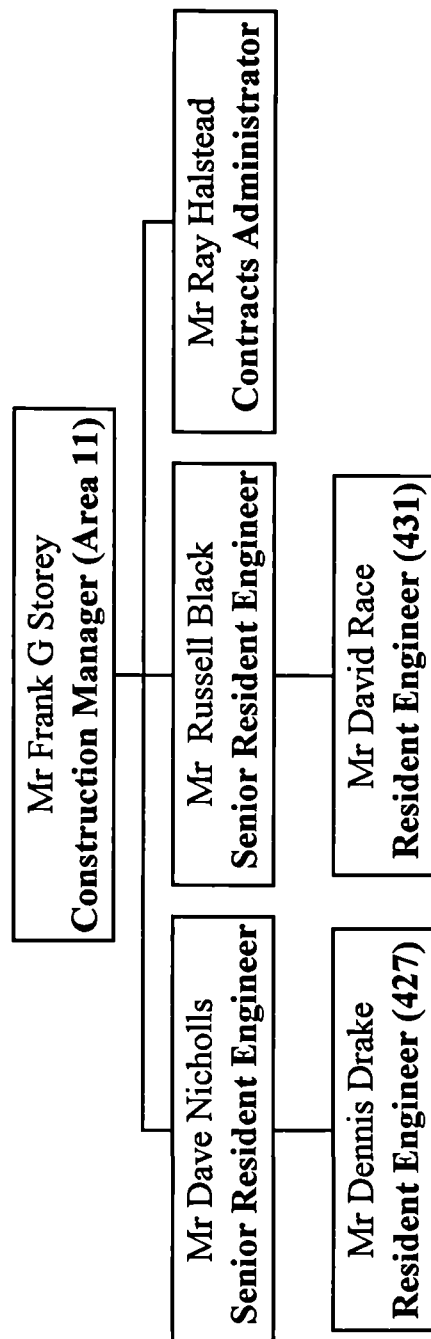 Mr Frank G Storey
Construction Manager (Area 11)
Mr Dave Nicholls
Senior Resident Engineer
Mr Russell Black
Senior Resident Engineer
Mr Ray Halstead
Contracts Administrator
Mr Dennis Drake
Resident Engineer (427)
Mr David Race
Resident Engineer (431)